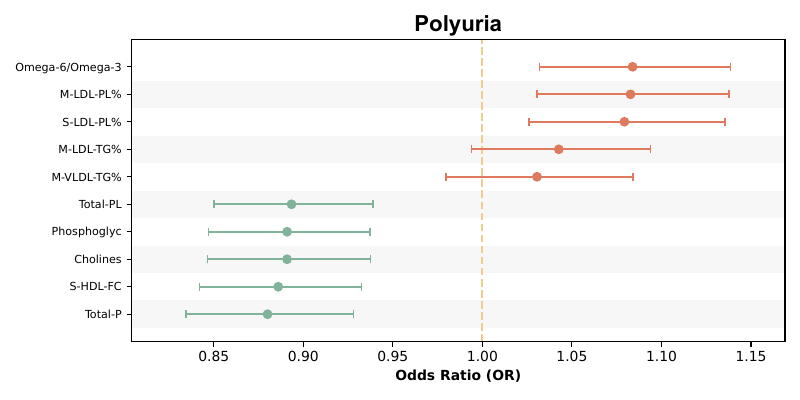 Polyuria
Omega-6/Omega-3
M-LDL-PL%
S-LDL-PL%
M-LDL-TG%
M-VLDL-TG%
Total-PL
Phosphoglyc
Cholines
S-HDL-FC
Total-P
0.85 0.90 0.95 1.00 1.05 1.10 1.15
Odds Ratio (OR)